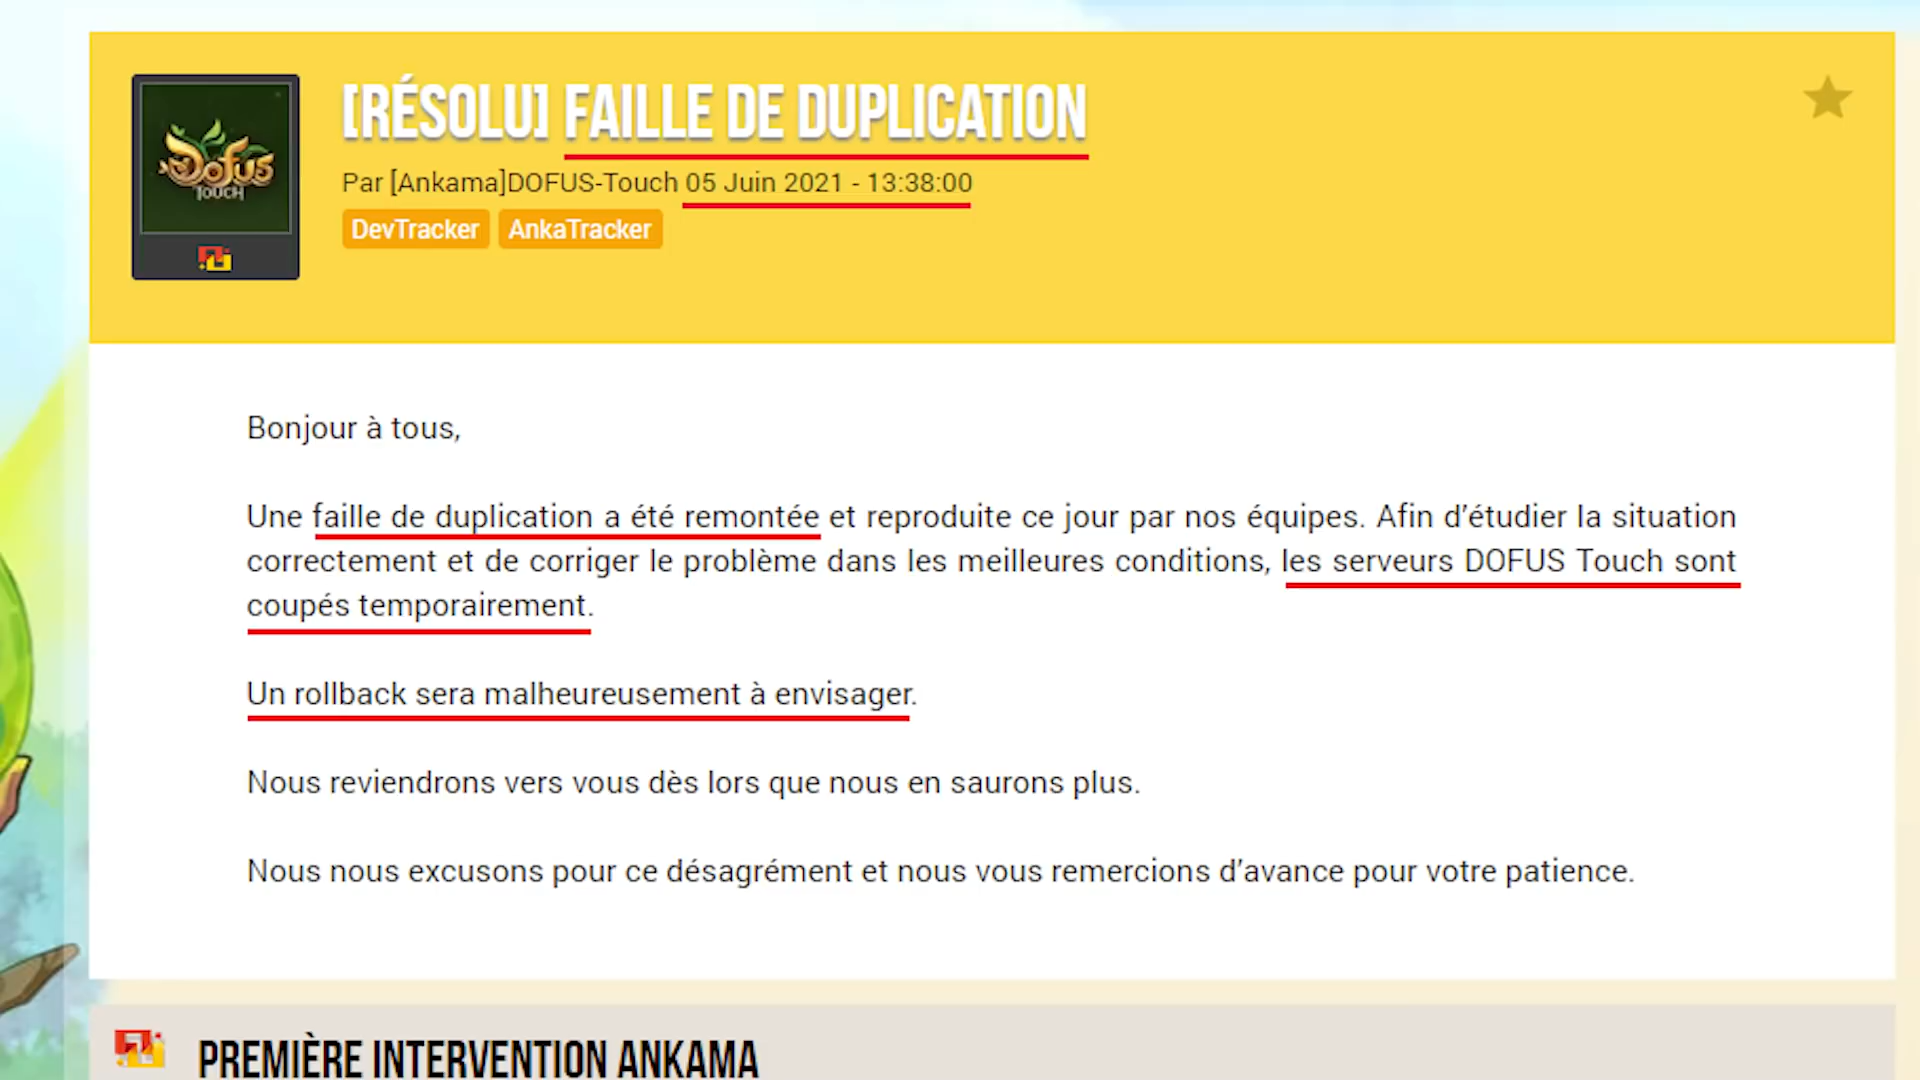 [RÉSOLU] FAILLE DE DUPLICATION
Par [Ankama]DOFUS-Touch 05 Juin 2021 - 13:38:00
DevTracker AnkaTracker
DOFUS
TOUCH
Bonjour à tous,
Une faille de duplication a été remontée et reproduite ce jour par nos équipes. Afin d’étudier la situation
correctement et de corriger le problème dans les meilleures conditions, les serveurs DOFUS Touch sont
coupés temporairement.
Un rollback sera malheureusement à envisager.
Nous reviendrons vers vous dès lors que nous en saurons plus.
Nous nous excusons pour ce désagrément et nous vous remercions d’avance pour votre patience.
PREMIÈRE INTERVENTION ANKAMA